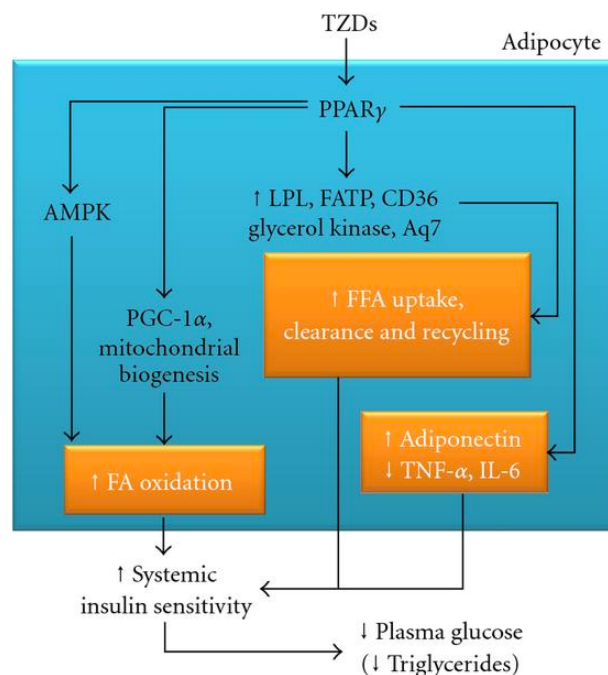 TZDs
Adipocyte
PPARγ
AMPK
↑ LPL, FATP, CD36
glycerol kinase, Aq7
PGC-1α,
mitochondrial
biogenesis
↑ FFA uptake,
clearance and recycling
↑ Adiponectin
↓ TNF-α, IL-6
↑ FA oxidation
↑ Systemic
insulin sensitivity
↓ Plasma glucose
(↓ Triglycerides)